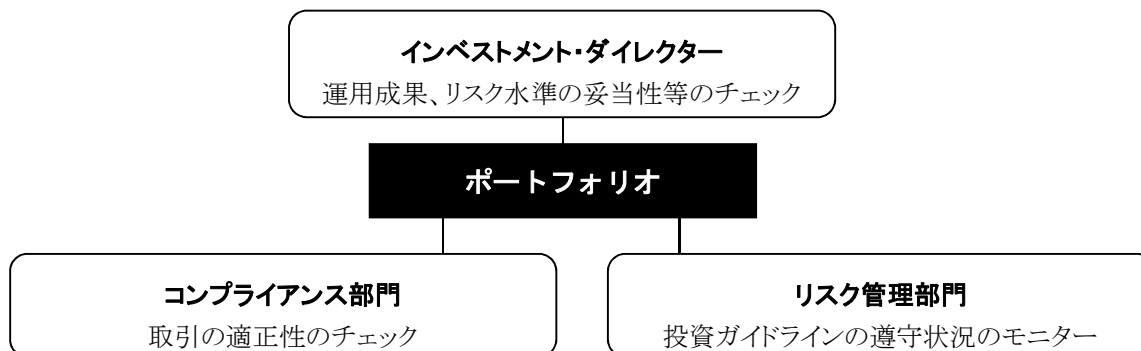 インベストメント・ダイレクター
運用成果、リスク水準の妥当性等のチェック
ポートフォリオ
コンプライアンス部門
取引の適正性のチェック
リスク管理部門
投資ガイドラインの遵守状況のモニター